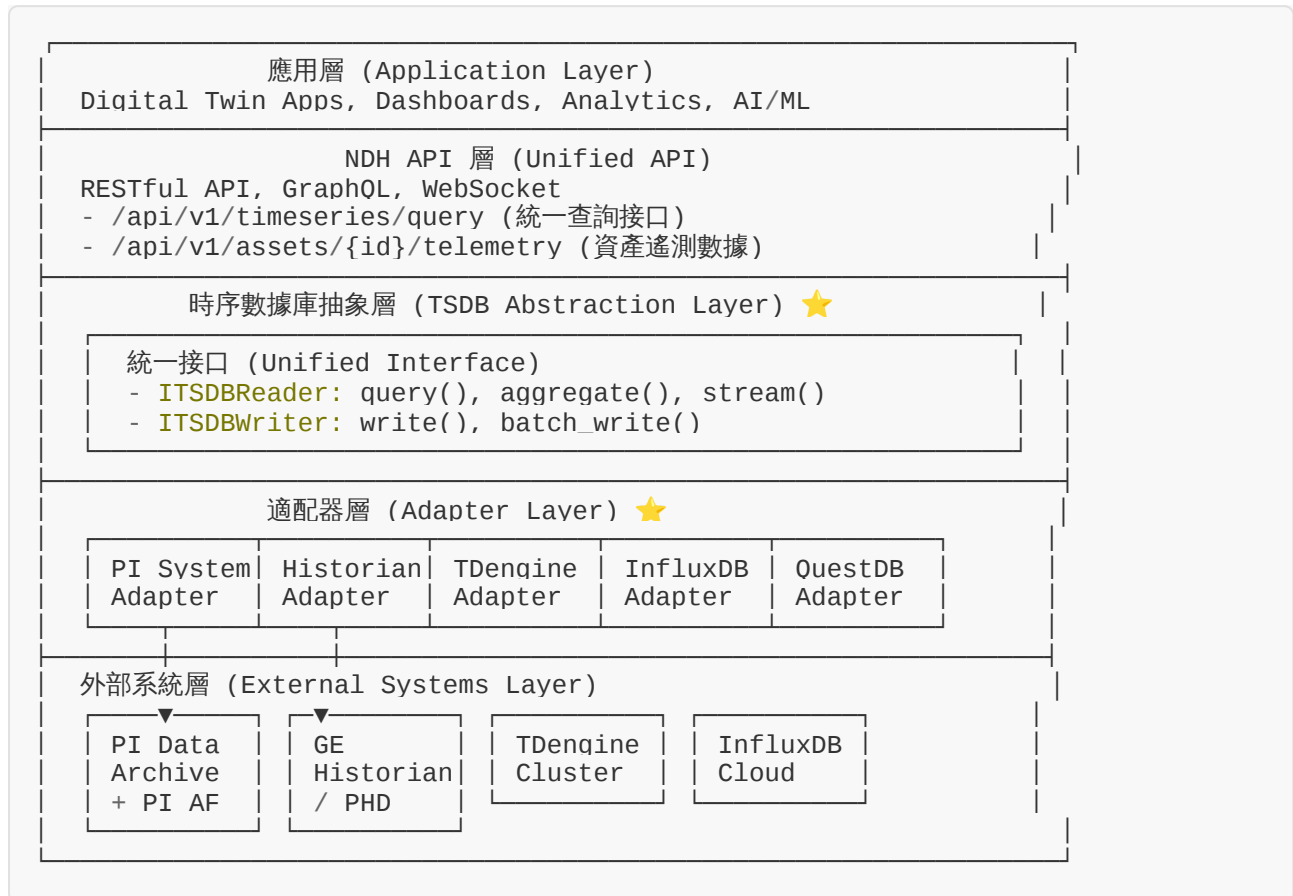 應用層 (Application Layer)
Digital Twin Apps, Dashboards, Analytics, AI/ML
NDH API 層 (Unified API)
RESTful API, GraphQL, WebSocket
- /api/v1/timeseries/query (統一查詢接口)
- /api/v1/assets/{id}/telemetry (資產遙測數據)
時序數據庫抽象層 (TSDB Abstraction Layer) ⭐
統一接口 (Unified Interface)
- ITSDBReader: query(), aggregate(), stream()
- ITSDBWriter: write(), batch_write()
適配器層 (Adapter Layer) ⭐
PI System Historian TDengine InfluxDB QuestDB
Adapter Adapter Adapter Adapter Adapter
外部系統層 (External Systems Layer)
PI Data GE TDengine InfluxDB
Archive Historian Cluster Cloud
+ PI AF / PHD